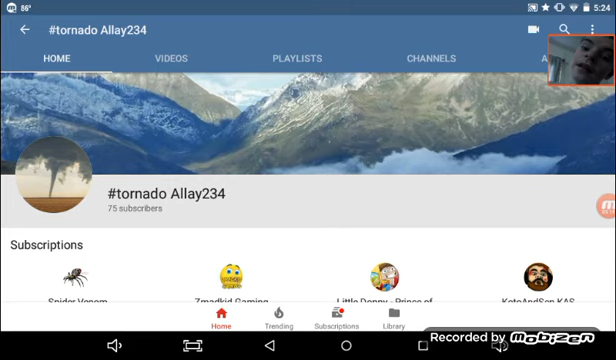 86° 5:24
#tornado Allay234
HOME VIDEOS PLAYLISTS CHANNELS A
#tornado Allay234
75 subscribers
Subscriptions
Spider Venom Zmadkid Gaming Little Donny - Prince of KotoAndSen KAS
Home Trending Subscriptions Library
Recorded by MOBIZEN